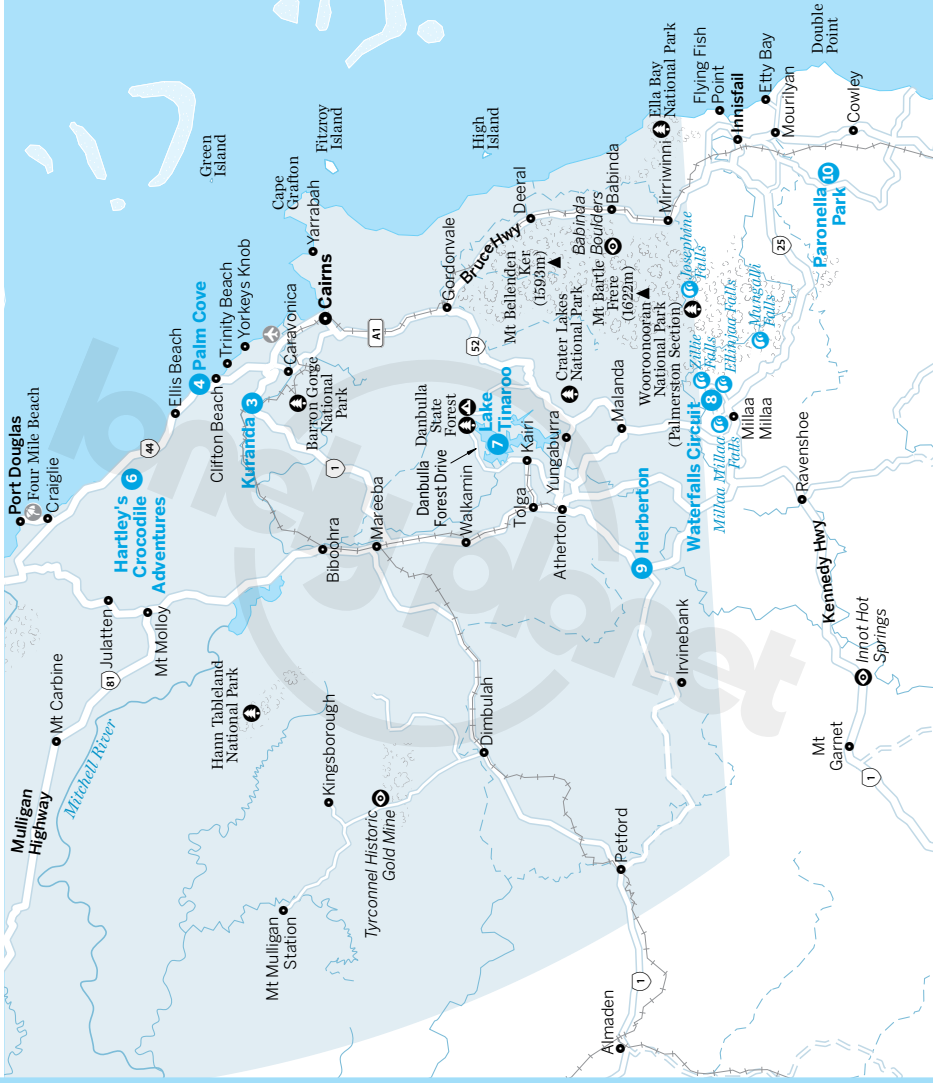 Port Douglas
Four Mile Beach
Craiglie
Green
Island
Fitzroy
Island
High
Island
Double
Point
Cape
Grafton
Yarrabah
Ella Bay
National Park
Flying Fish
Point
Etty Bay
Innisfail
Mourilyan
Cowley
Ellis Beach
4 Palm Cove
Trinity Beach
Yorkeys Knob
Clifton Beach
44
6
Hartley's
Crocodile
Adventures
Kuranda 3
Caravonica
Cairns
Barron Gorge
National
Park
A1
Gordonvale
Bruce Hwy
Deeral
Babinda
Mirriwinni
52
Mt Bellenden
Ker
(1593m)
Babinda
Boulders
Mt Bartle
Frere
(1622m)
Crater Lakes
National Park
Wooroonooran
National Park
(Palmerston Section)
Josephine
Falls
25
Paronella 10
Park
Mulligan
Highway
Mt Carbine
81
Julatten
Mt Molloy
Mitchell River
Hann Tableland
National Park
Biboohra
Mareeba
1
Danbulla
State
Forest
Danbulla
Forest Drive
7 Lake
Tinaroo
Walkamin
Kairi
Tolga
Yungaburra
Atherton
Malanda
9 Herberton
Waterfalls Circuit 8
Zillie
Falls
Ellinjaa Falls
Mungalli
Falls
Millaa Millaa
Falls
Millaa
Millaa
Ravenshoe
Kennedy Hwy
Innot Hot
Springs
Mt
Garnet
1
Irvinebank
Kingsborough
Tyrconnel Historic
Gold Mine
Dimbulah
Mt Mulligan
Station
Petford
1
Almaden
lonely planet